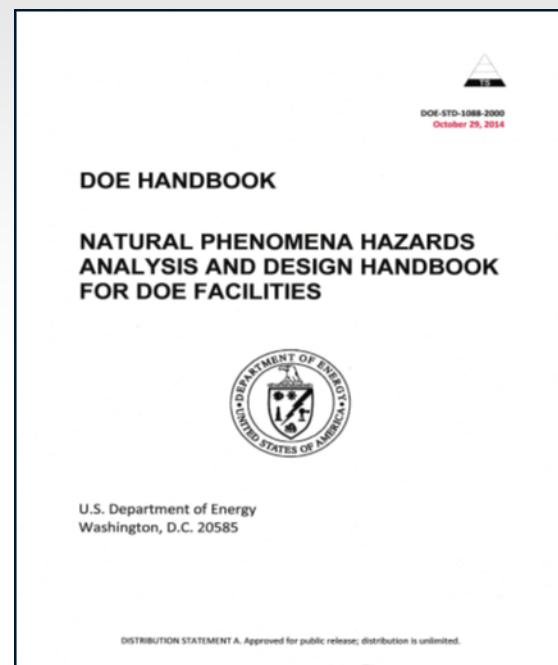 TS
DOE-STD-1088-2000
October 29, 2014
DOE HANDBOOK
NATURAL PHENOMENA HAZARDS
ANALYSIS AND DESIGN HANDBOOK
FOR DOE FACILITIES
DEPARTMENT OF ENERGY
UNITED STATES OF AMERICA
U.S. Department of Energy
Washington, D.C. 20585
DISTRIBUTION STATEMENT A. Approved for public release; distribution is unlimited.